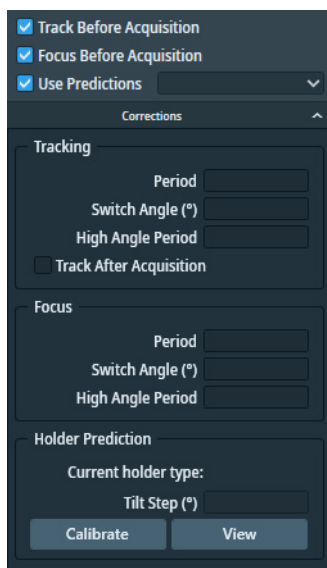 Track Before Acquisition
Focus Before Acquisition
Use Predictions
Corrections
Tracking
Period
Switch Angle (°)
High Angle Period
Track After Acquisition
Focus
Period
Switch Angle (°)
High Angle Period
Holder Prediction
Current holder type:
Tilt Step (°)
Calibrate View